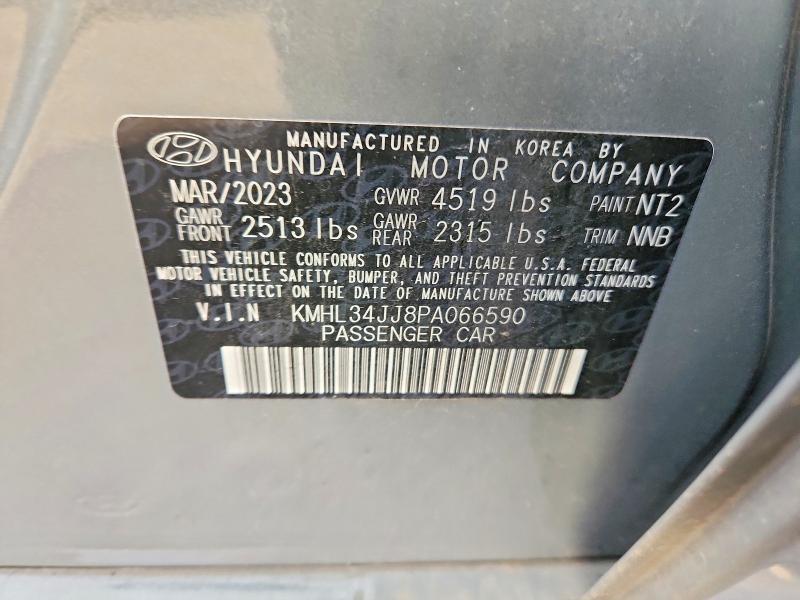 MANUFACTURED IN KOREA BY
HYUNDAI MOTOR COMPANY
MAR/2023 GVWR 4519 lbs PAINT NT2
GAWR FRONT 2513 lbs GAWR REAR 2315 lbs TRIM NNB
THIS VEHICLE CONFORMS TO ALL APPLICABLE U.S.A. FEDERAL
MOTOR VEHICLE SAFETY, BUMPER, AND THEFT PREVENTION STANDARDS
IN EFFECT ON THE DATE OF MANUFACTURE SHOWN ABOVE
V.I.N KMHL34JJ8PA066590
PASSENGER CAR